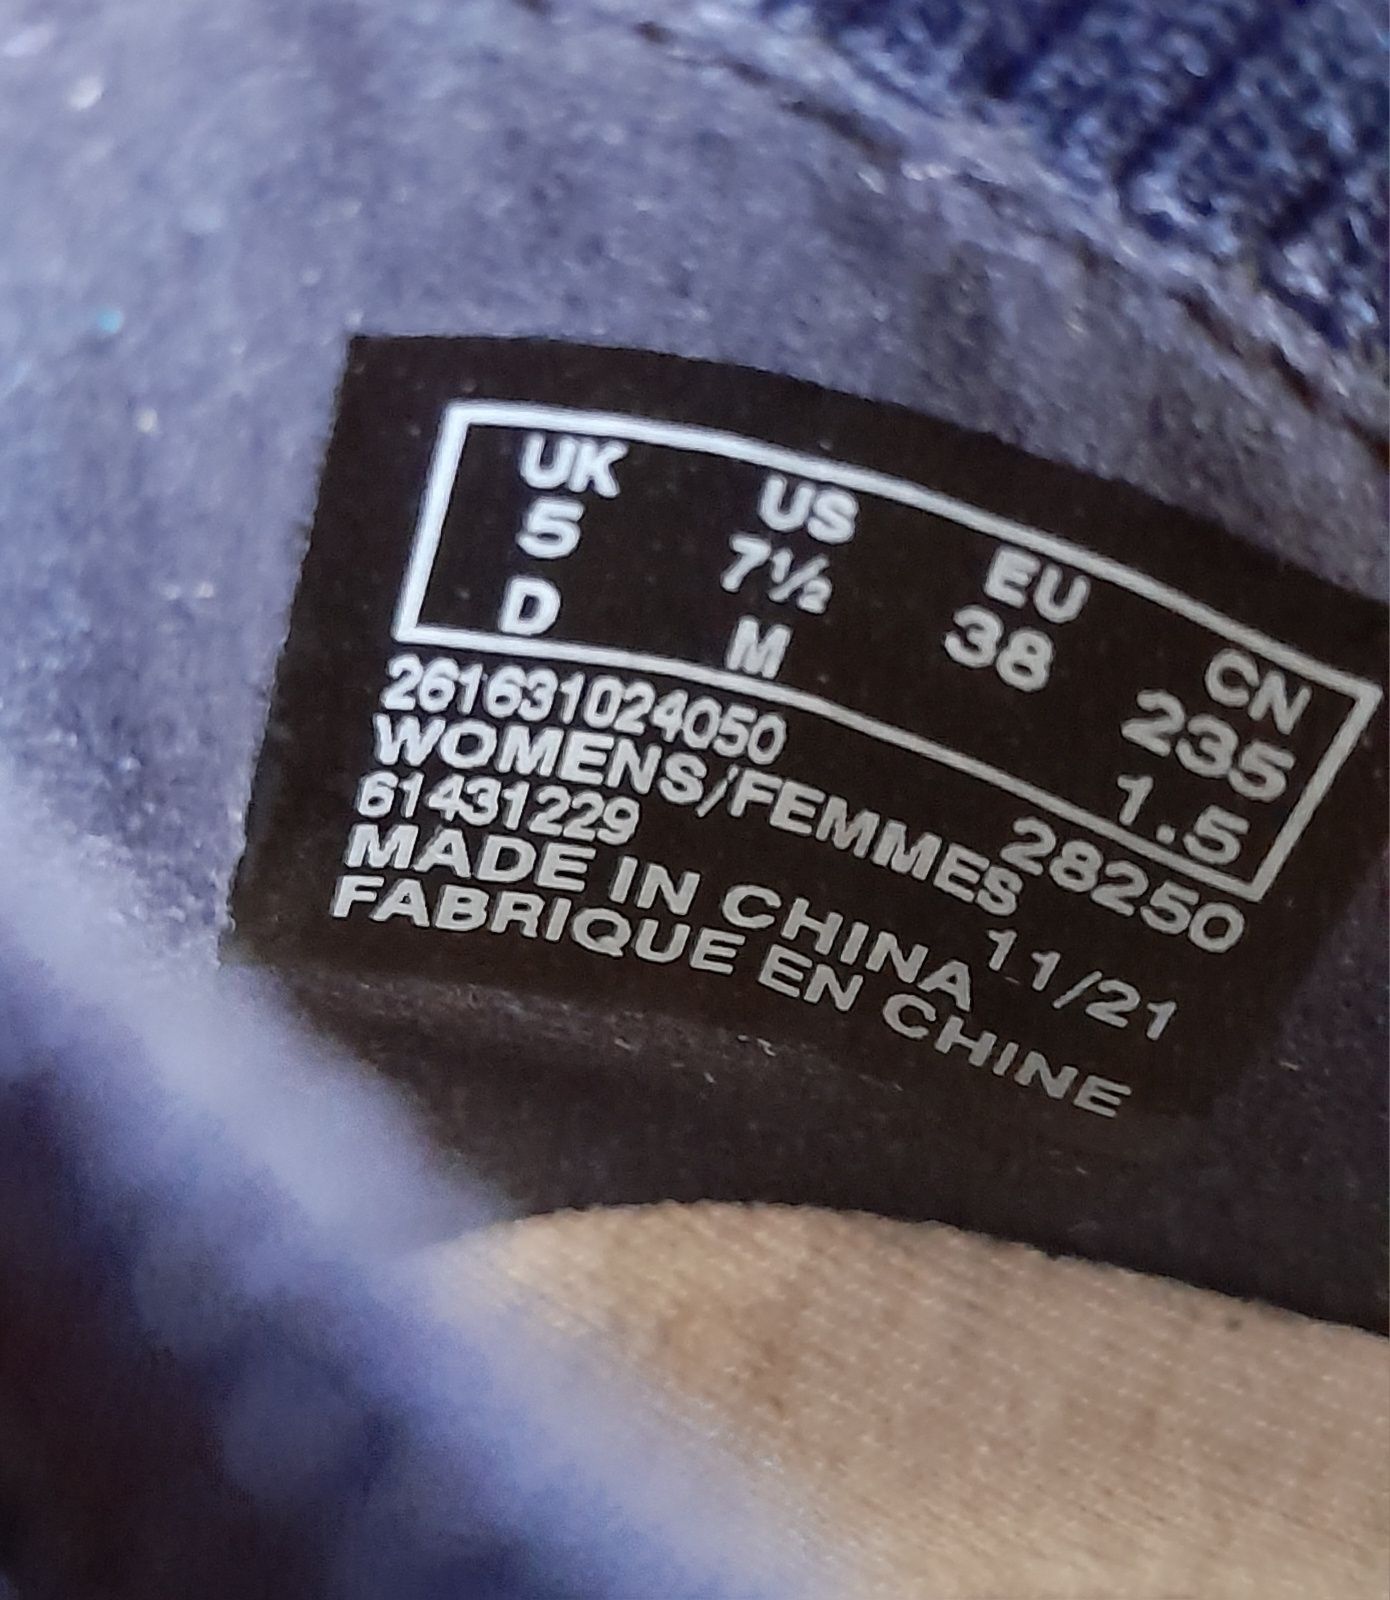 UK US EU CN
5 7½ 38 235
D M 1.5
261631024050 28250
WOMENS/FEMMES
61431229 11/21
MADE IN CHINA
FABRIQUE EN CHINE